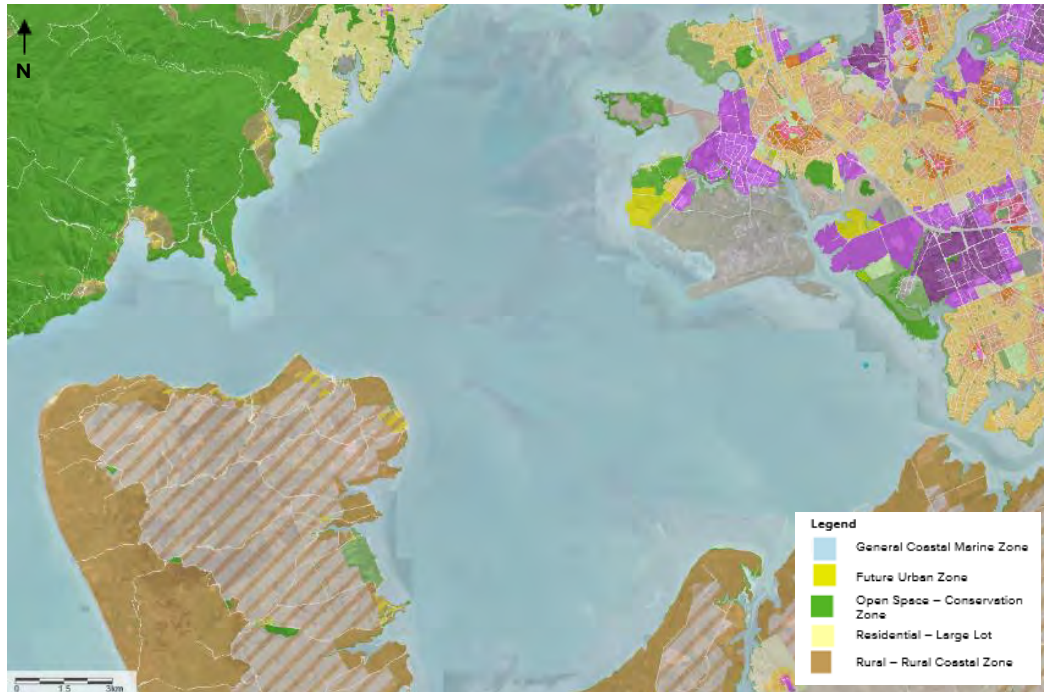 N
Legend
General Coastal Marine Zone
Future Urban Zone
Open Space – Conservation
Zone
Residential – Large Lot
Rural – Rural Coastal Zone
0 1.5 3km